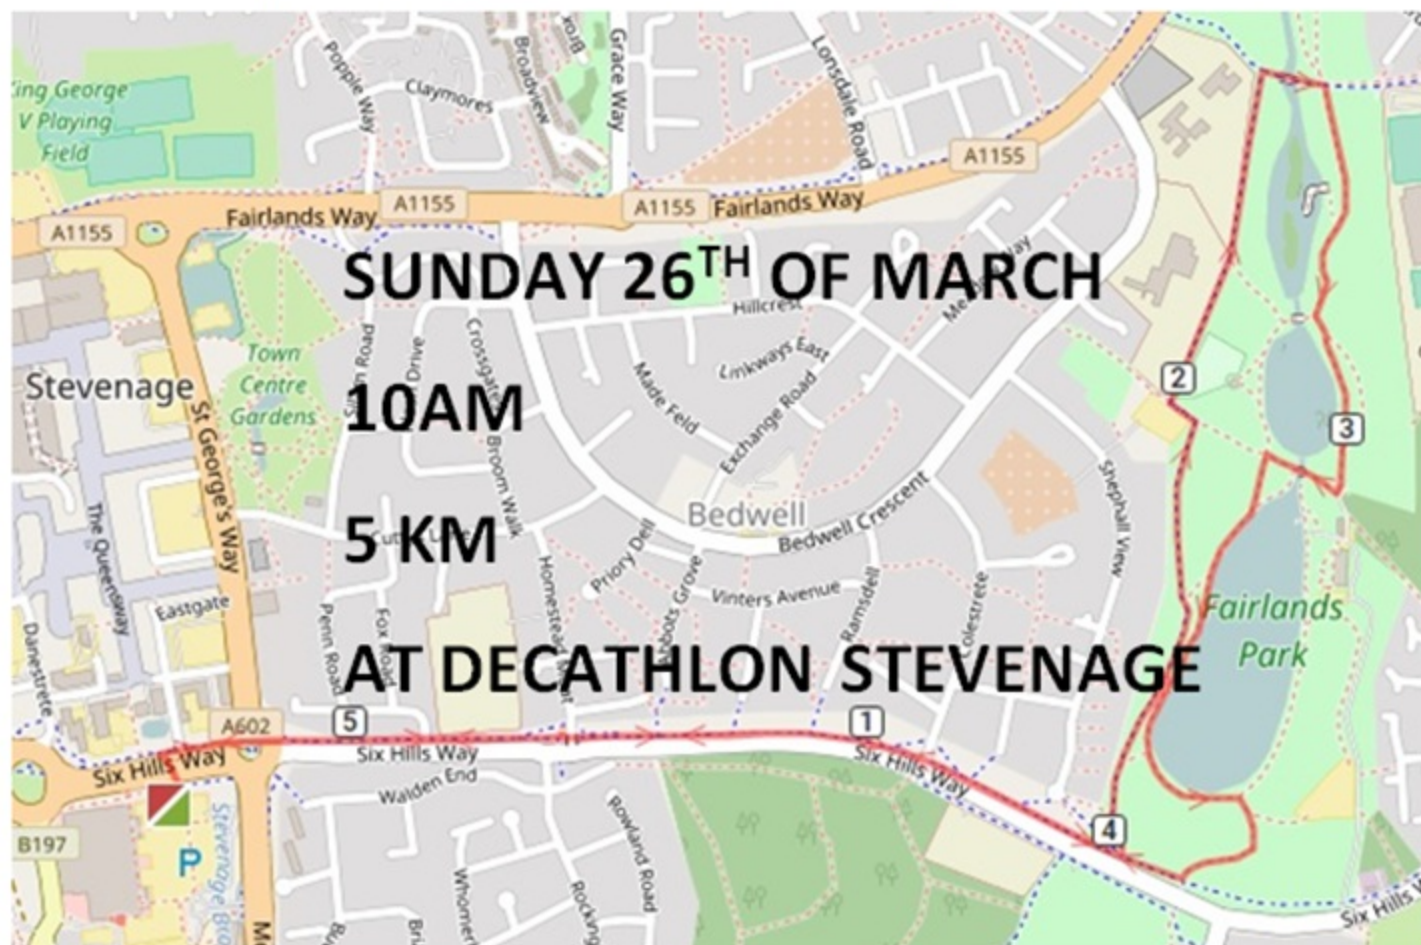 Popple Way
Claymores
Broadview
Grace Way
Lonsdale Road
King George
V Playing
Field
A1155
A1155
A1155
A1155
Fairlands Way
Fairlands Way
SUNDAY 26TH OF MARCH
Hillcrest
Town
Centre
Gardens
Stevenage
Crossgates
Linkways East
Made Feld
Exchange Road
2
10AM
3
St George's Way
Broom Walk
Shephall View
The Queensway
Bedwell
Bedwell Crescent
5 KM
Priory Dell
Eastgate
Vinters Avenue
Homestead Moat
Abbots Grove
Ramsdell
Colestrete
Penn Road
Fox Road
Danestrete
Fairlands
Park
AT DECATHLON STEVENAGE
A602
5
1
Six Hills Way
Six Hills Way
Six Hills Way
Walden End
4
B197
P
Rowland Road
Six Hills W